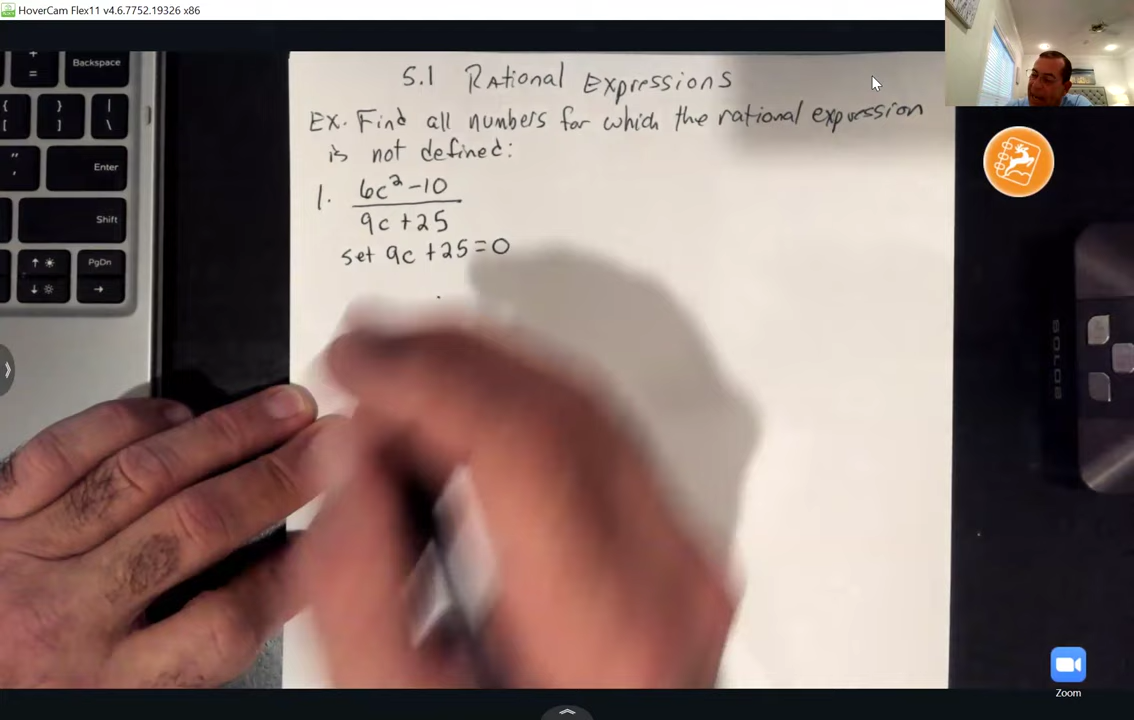 HoverCam Flex11 v4.6.7752.19326 x86
+
=
Backspace
{
[
}
]
|
\
"
'
Enter
Shift
PgDn
5.1 Rational Expressions
Ex. Find all numbers for which the rational expression
is not defined:
1. 6c²-10
9c+25
set 9c+25=0
SOLO8
Zoom